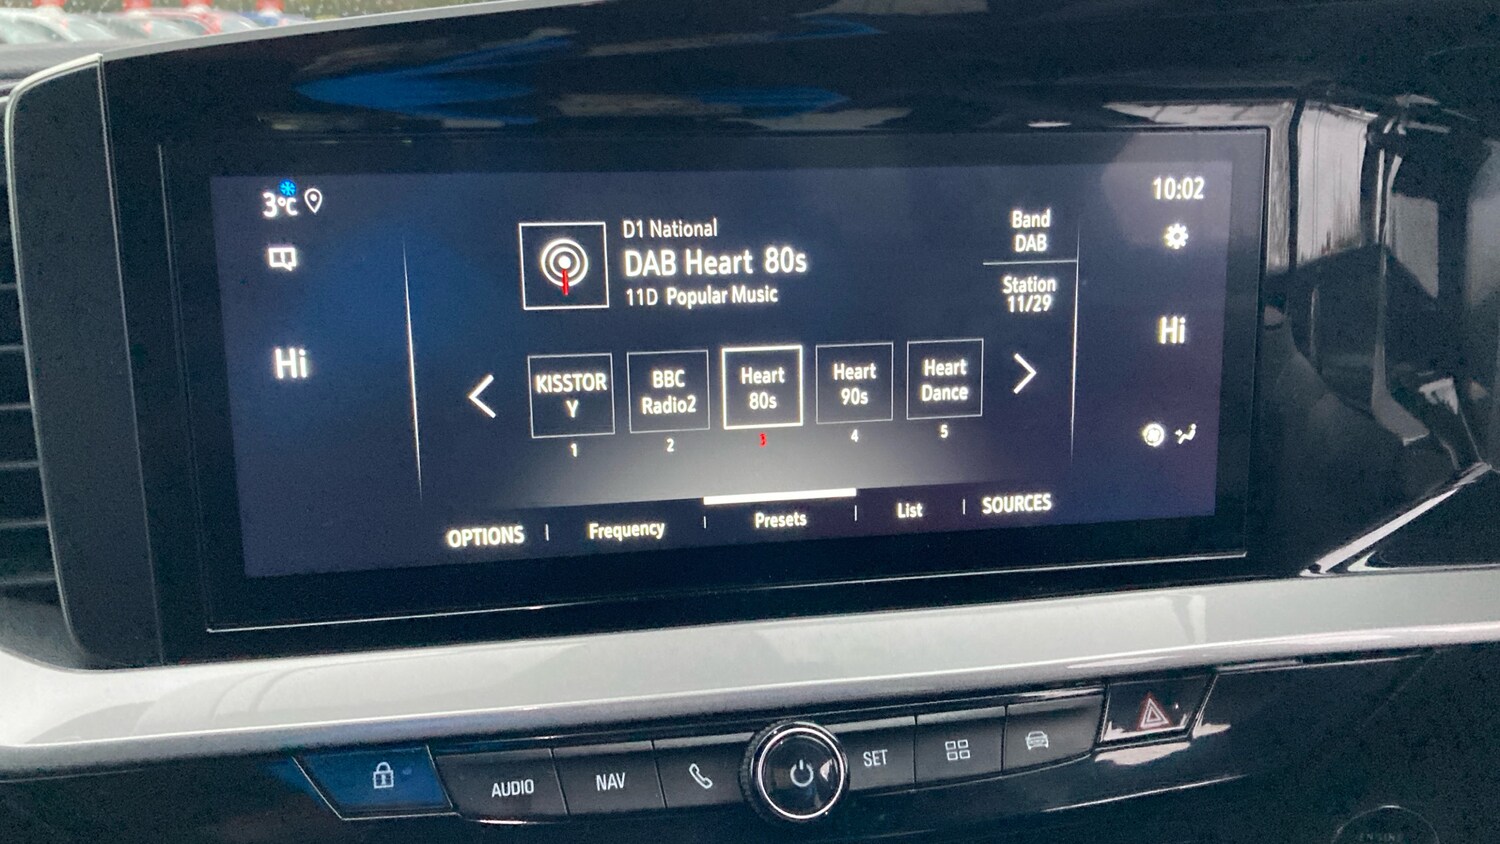 3°C
10:02
D1 National
DAB Heart 80s
11D Popular Music
Band
DAB
Station
11/29
Hi
Hi
KISSTOR
Y
BBC
Radio2
Heart
80s
Heart
90s
Heart
Dance
1
2
3
4
5
OPTIONS
Frequency
Presets
List
SOURCES
AUDIO
NAV
SET
ENGINE